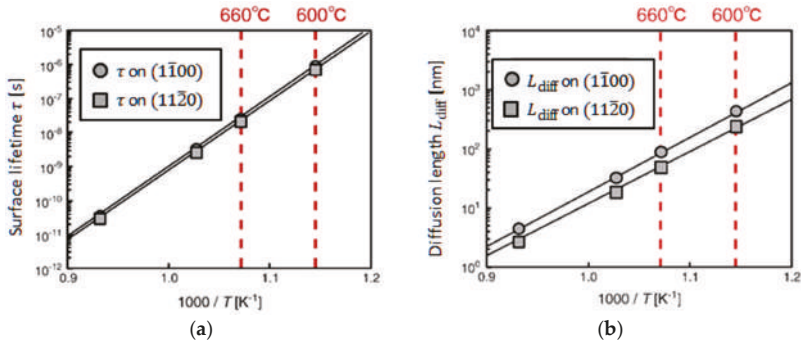 660°C 600°C
Surface lifetime τ [s]
10⁻⁵
10⁻⁶
10⁻⁷
10⁻⁸
10⁻⁹
10⁻¹⁰
10⁻¹¹
10⁻¹²
τ on (11̅00)
τ on (112̅0)
0.9 1.0 1.1 1.2
1000 / T [K⁻¹]
(a)
660°C 600°C
Diffusion length L_diff [nm]
10⁴
10³
10²
10¹
10⁰
L_diff on (11̅00)
L_diff on (112̅0)
0.9 1.0 1.1 1.2
1000 / T [K⁻¹]
(b)